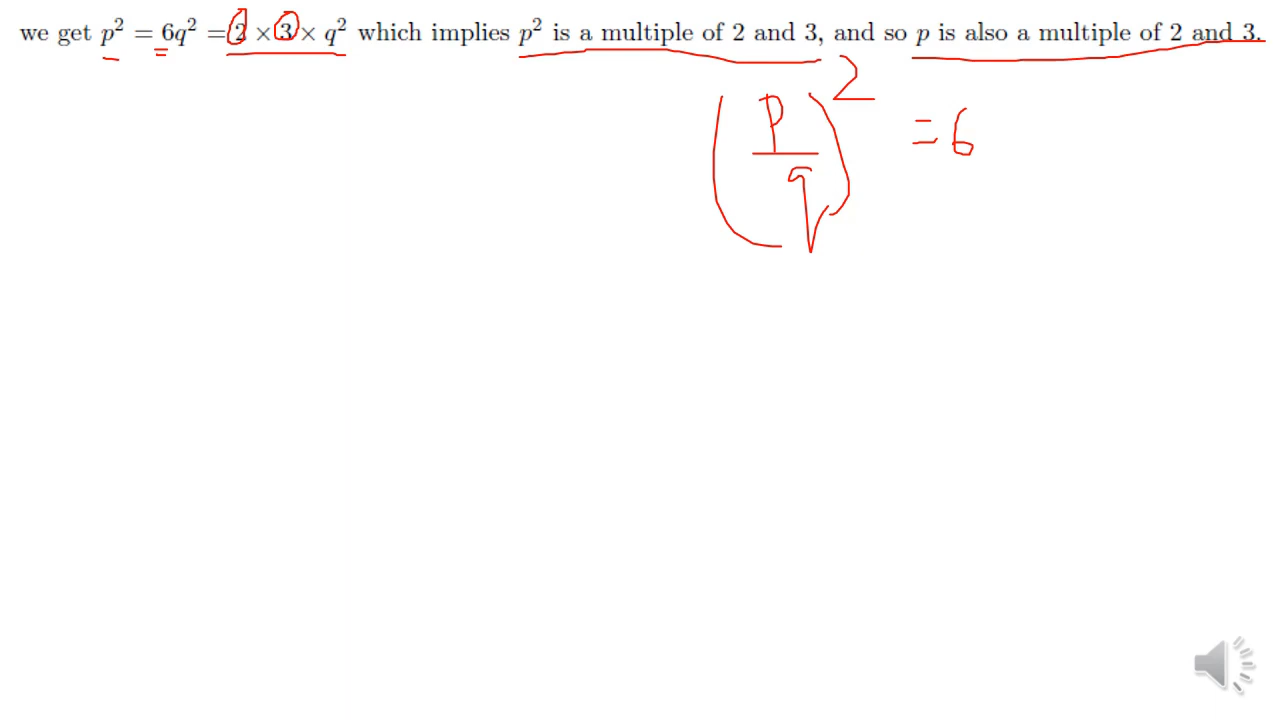 we get p² = 6q² = 2 × 3 × q² which implies p² is a multiple of 2 and 3, and so p is also a multiple of 2 and 3.
(p/q)² = 6